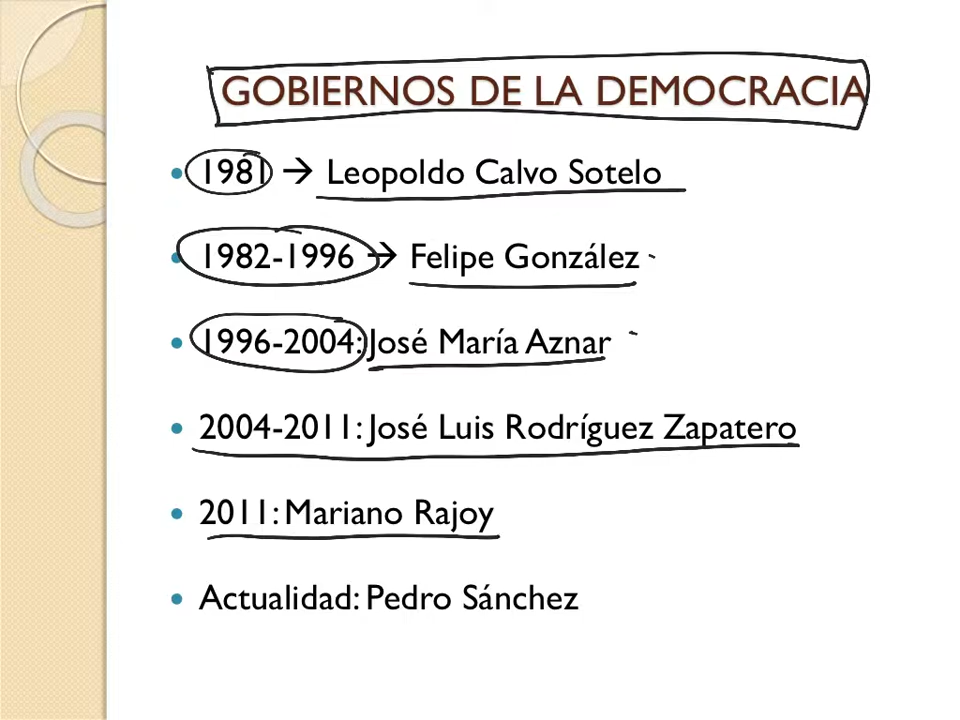 GOBIERNOS DE LA DEMOCRACIA
• 1981 → Leopoldo Calvo Sotelo
• 1982-1996 → Felipe González
• 1996-2004: José María Aznar
• 2004-2011: José Luis Rodríguez Zapatero
• 2011: Mariano Rajoy
• Actualidad: Pedro Sánchez